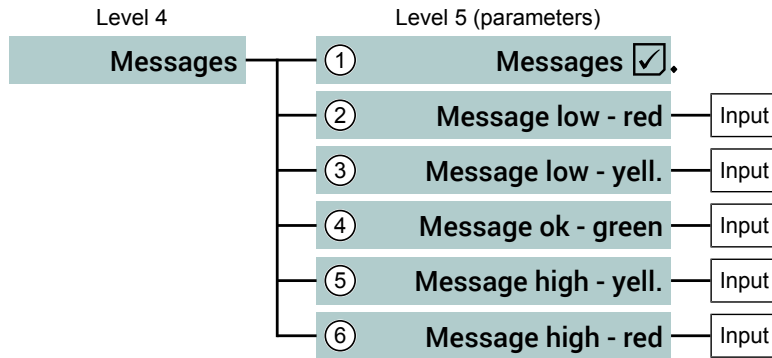 Level 4 Level 5 (parameters)
Messages ① Messages ☑.
② Message low - red Input
③ Message low - yell. Input
④ Message ok - green Input
⑤ Message high - yell. Input
⑥ Message high - red Input